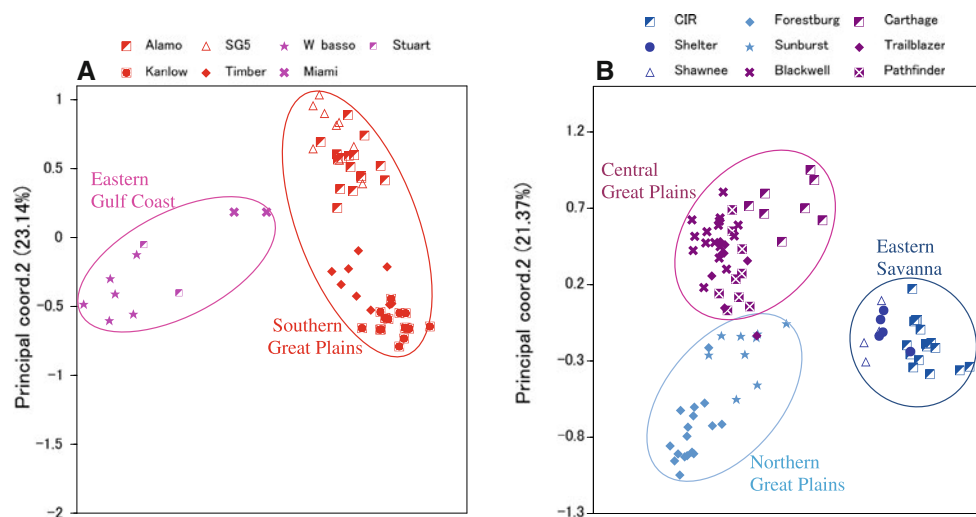 A
Alamo SG5 W basso Stuart
Kanlow Timber Miami
Principal coord.2 (23.14%)
1
0.5
0
-0.5
-1
-1.5
-2
Eastern
Gulf Coast
Southern
Great Plains
B
CIR Forestburg Carthage
Shelter Sunburst Trailblazer
Shawnee Blackwell Pathfinder
Principal coord.2 (21.37%)
1.2
0.7
0.2
-0.3
-0.8
-1.3
Central
Great Plains
Eastern
Savanna
Northern
Great Plains